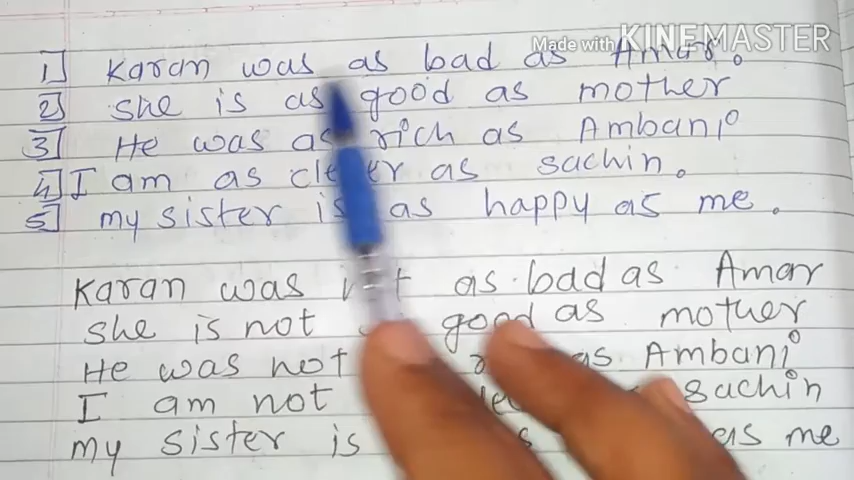 Made with KINEMASTER
1] Karan was as bad as Amar.
2] she is as good as mother
3] He was as rich as Ambani
4] I am as clever as sachin.
5] my sister is as happy as me.
Karan was not as bad as Amar
she is not good as mother
He was not as Ambani
I am not sachin
my sister is as me